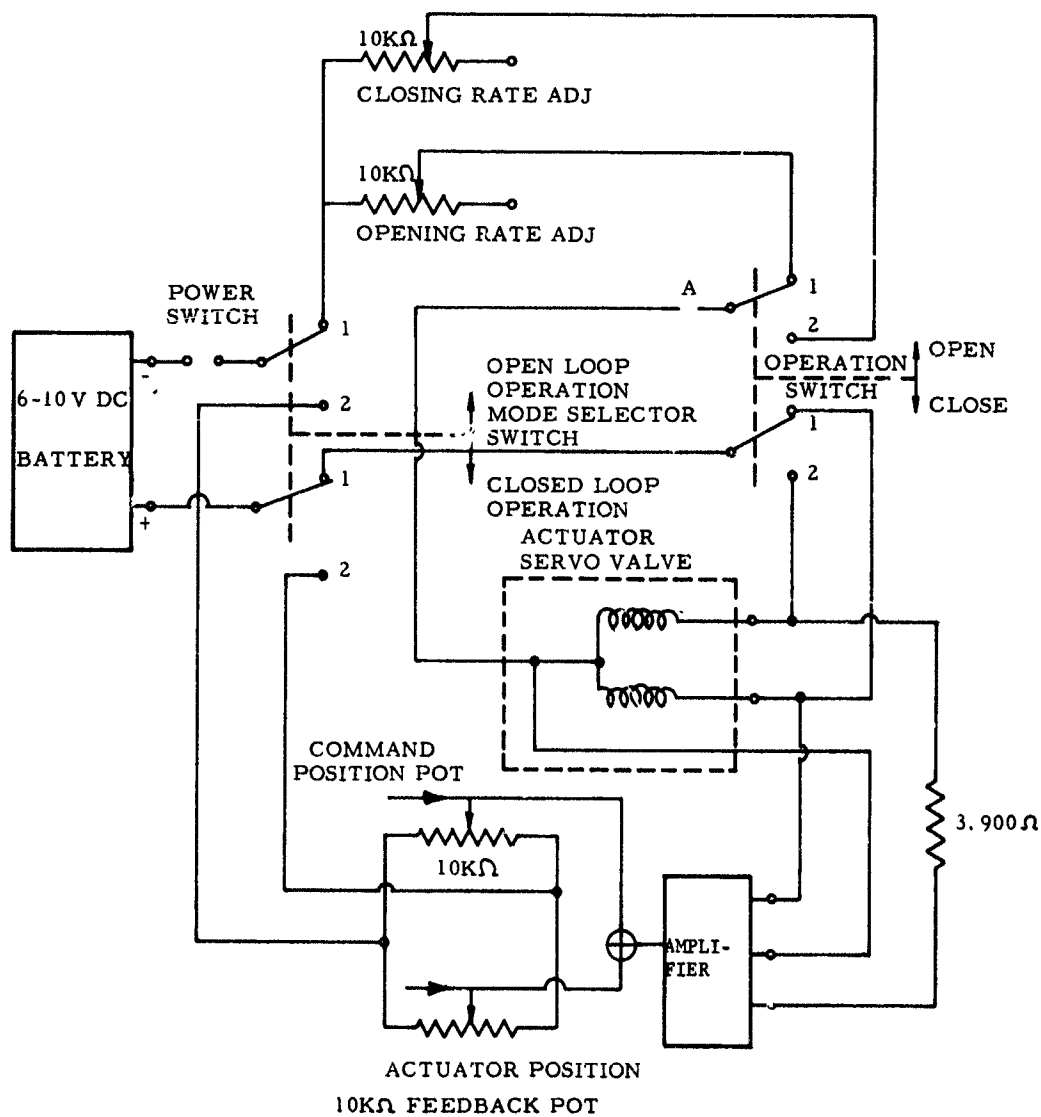 10KΩ
CLOSING RATE ADJ
10KΩ
OPENING RATE ADJ
A
1
2
POWER
SWITCH
1
2
6-10 V DC
BATTERY
-
+
1
2
OPEN LOOP
OPERATION
MODE SELECTOR
SWITCH
CLOSED LOOP
OPERATION
OPERATION
SWITCH
OPEN
CLOSE
1
2
ACTUATOR
SERVO VALVE
COMMAND
POSITION POT
10KΩ
3.900Ω
AMPLI-
FIER
ACTUATOR POSITION
10KΩ FEEDBACK POT